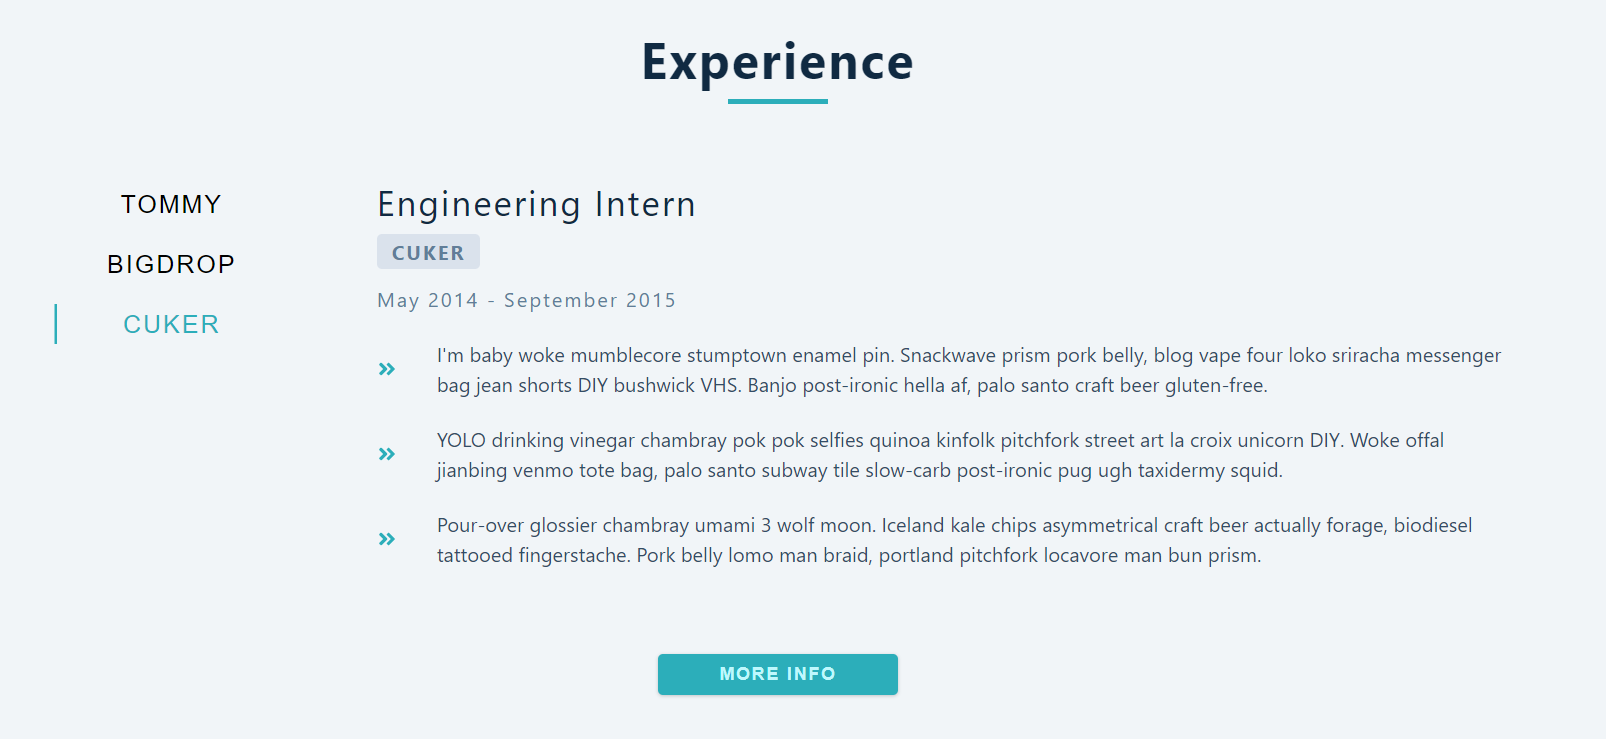 Experience
TOMMY
BIGDROP
CUKER
Engineering Intern
CUKER
May 2014 - September 2015
I'm baby woke mumblecore stumptown enamel pin. Snackwave prism pork belly, blog vape four loko sriracha messenger
bag jean shorts DIY bushwick VHS. Banjo post-ironic hella af, palo santo craft beer gluten-free.
YOLO drinking vinegar chambray pok pok selfies quinoa kinfolk pitchfork street art la croix unicorn DIY. Woke offal
jianbing venmo tote bag, palo santo subway tile slow-carb post-ironic pug ugh taxidermy squid.
Pour-over glossier chambray umami 3 wolf moon. Iceland kale chips asymmetrical craft beer actually forage, biodiesel
tattooed fingerstache. Pork belly lomo man braid, portland pitchfork locavore man bun prism.
MORE INFO